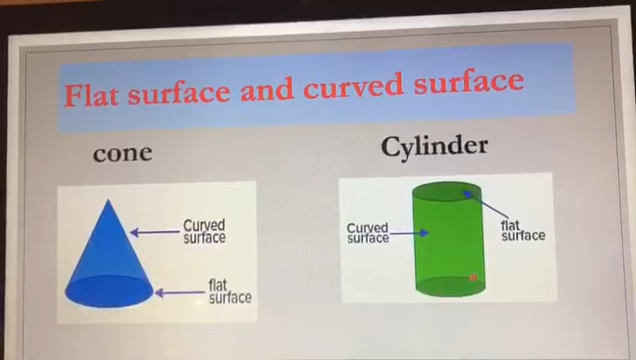 Flat surface and curved surface
cone
Cylinder
Curved
surface
flat
surface
Curved
surface
flat
surface